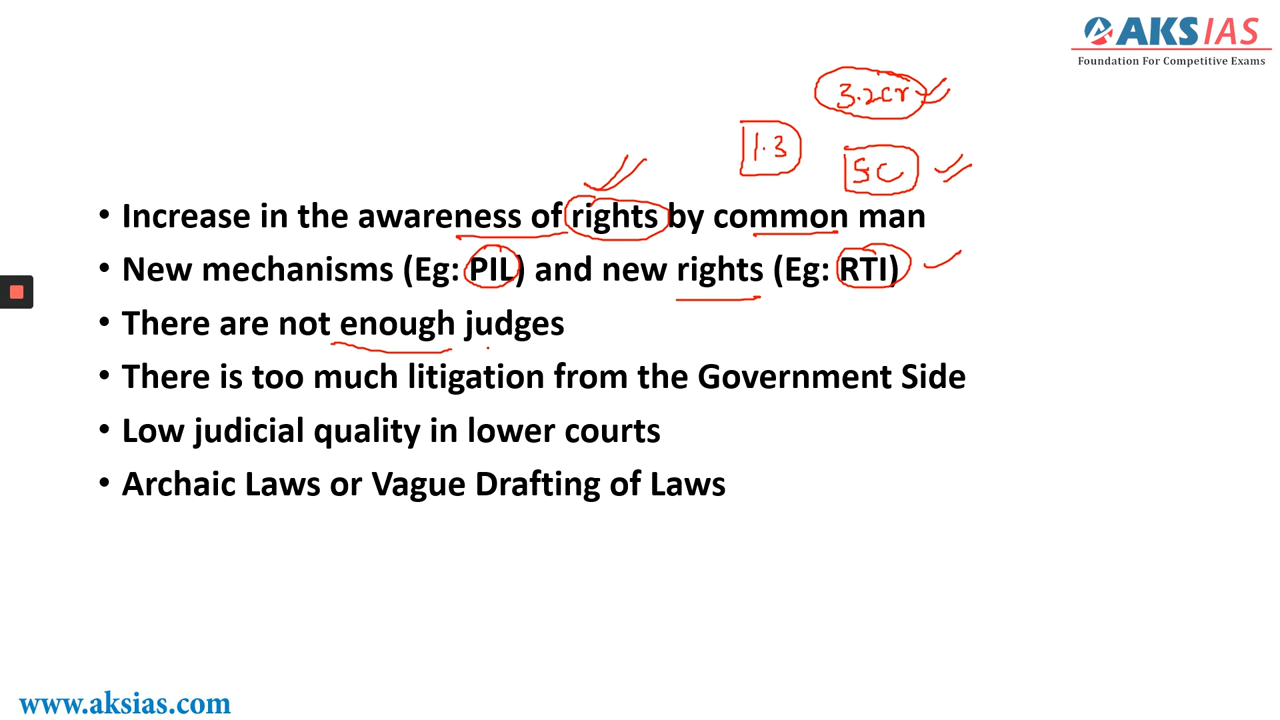 AKS IAS
Foundation For Competitive Exams
3.2Cr
1.3
5C
• Increase in the awareness of rights by common man
• New mechanisms (Eg: PIL) and new rights (Eg: RTI)
• There are not enough judges
• There is too much litigation from the Government Side
• Low judicial quality in lower courts
• Archaic Laws or Vague Drafting of Laws
www.aksias.com